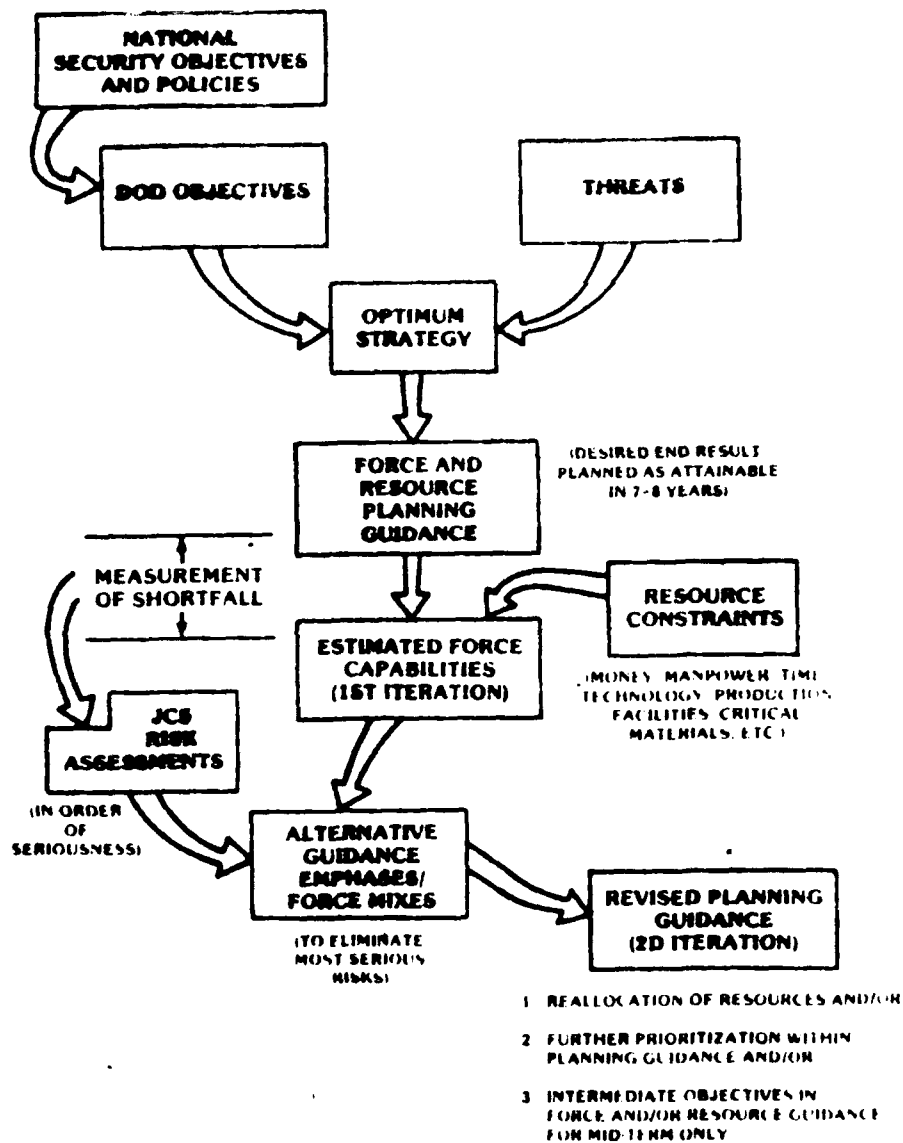 NATIONAL
SECURITY OBJECTIVES
AND POLICIES
DOD OBJECTIVES
THREATS
OPTIMUM
STRATEGY
FORCE AND
RESOURCE
PLANNING
GUIDANCE
(DESIRED END RESULT
PLANNED AS ATTAINABLE
IN 7-8 YEARS)
MEASUREMENT
OF SHORTFALL
RESOURCE
CONSTRAINTS
ESTIMATED FORCE
CAPABILITIES
(1ST ITERATION)
(MONEY, MANPOWER, TIME
TECHNOLOGY, PRODUCTION
FACILITIES, CRITICAL
MATERIALS, ETC.)
JCS
RISK
ASSESSMENTS
(IN ORDER
OF
SERIOUSNESS)
ALTERNATIVE
GUIDANCE
EMPHASES/
FORCE MIXES
(TO ELIMINATE
MOST SERIOUS
RISKS)
REVISED PLANNING
GUIDANCE
(2D ITERATION)
1 REALLOCATION OF RESOURCES AND/OR
2 FURTHER PRIORITIZATION WITHIN
PLANNING GUIDANCE AND/OR
3 INTERMEDIATE OBJECTIVES IN
FORCE AND/OR RESOURCE GUIDANCE
FOR MID-TERM ONLY